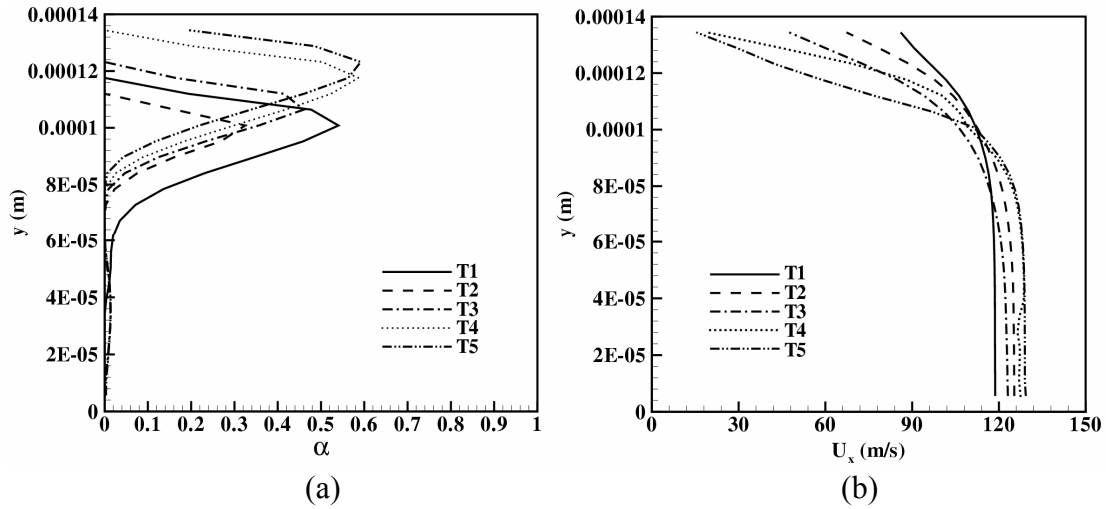 0.00014
0.00012
0.0001
8E-05
6E-05
4E-05
2E-05
0
y (m)
T1
T2
T3
T4
T5
0 0.1 0.2 0.3 0.4 0.5 0.6 0.7 0.8 0.9 1
α
(a)
0.00014
0.00012
0.0001
8E-05
6E-05
4E-05
2E-05
0
y (m)
T1
T2
T3
T4
T5
0 30 60 90 120 150
Uₓ (m/s)
(b)